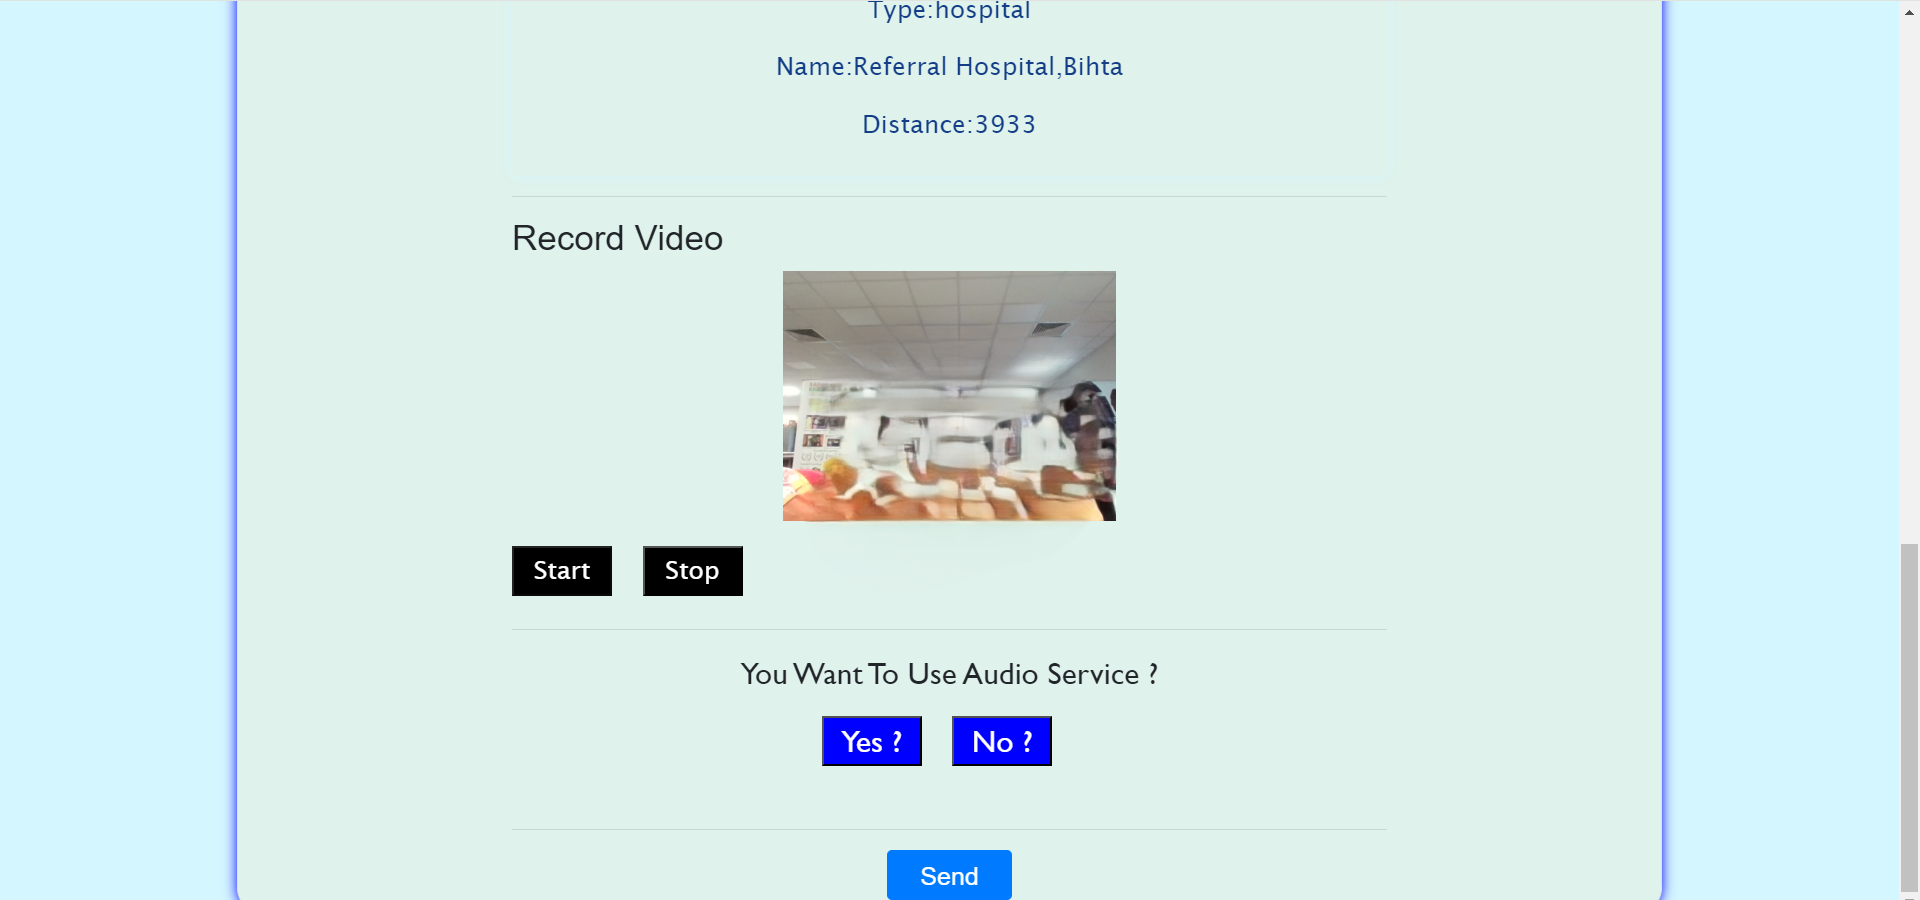 Type:hospital
Name:Referral Hospital,Bihta
Distance:3933
Record Video
Start Stop
You Want To Use Audio Service ?
Yes ? No ?
Send